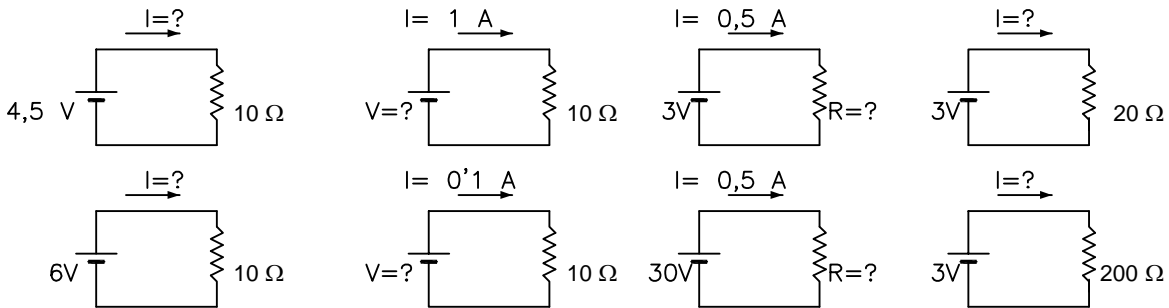 I=? I= 1 A I= 0,5 A I=?
4,5 V 10 Ω V=? 10 Ω 3V R=? 3V 20 Ω
I=? I= 0'1 A I= 0,5 A I=?
6V 10 Ω V=? 10 Ω 30V R=? 3V 200 Ω